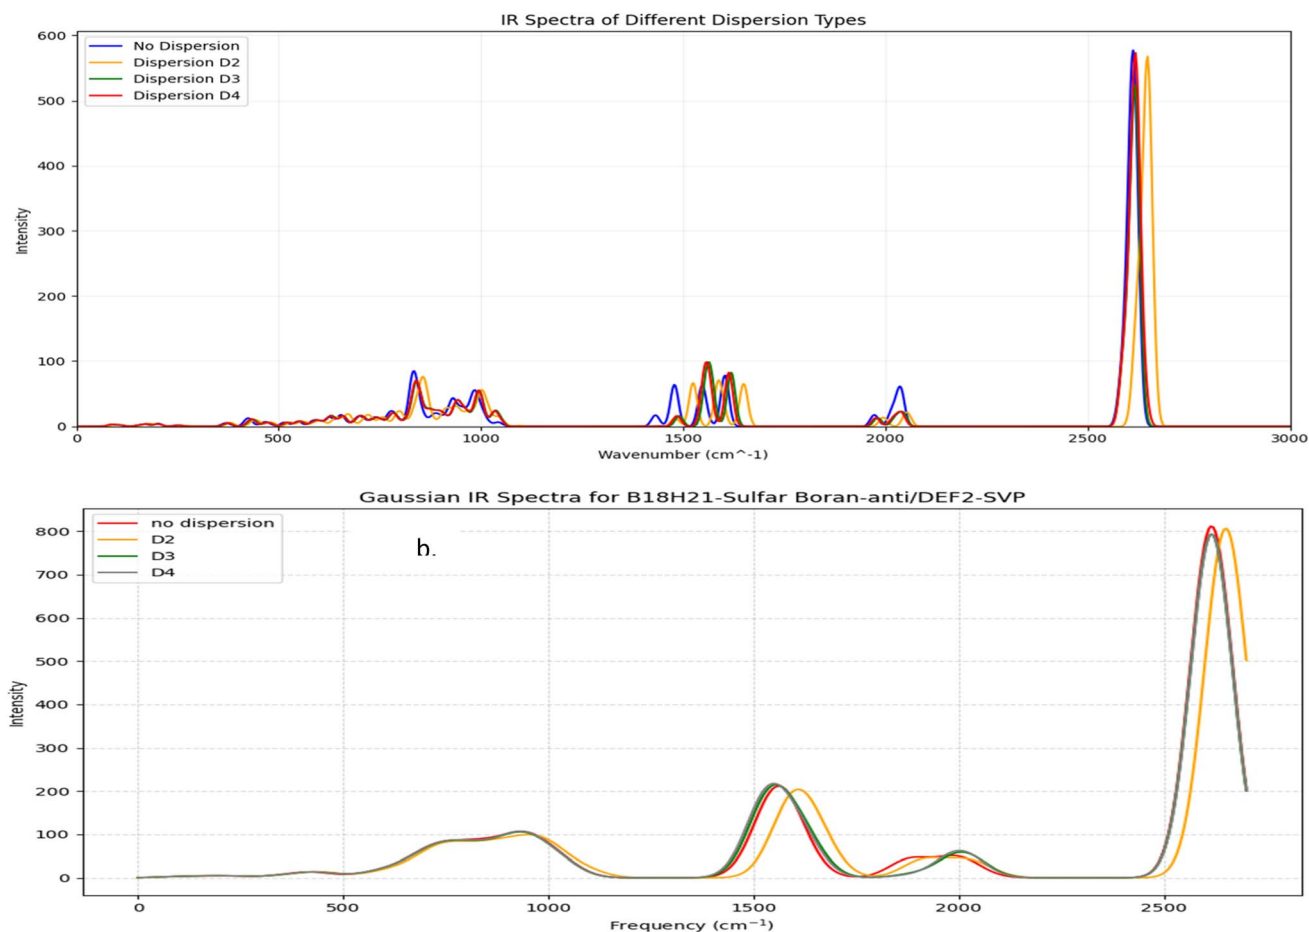 IR Spectra of Different Dispersion Types
600
500
400
300
200
100
0
Intensity
No Dispersion
Dispersion D2
Dispersion D3
Dispersion D4
0 500 1000 1500 2000 2500 3000
Wavenumber (cm^-1)
Gaussian IR Spectra for B18H21-Sulfar Boran-anti/DEF2-SVP
800
700
600
500
400
300
200
100
0
Intensity
no dispersion
D2
D3
D4
b.
0 500 1000 1500 2000 2500
Frequency (cm⁻¹)